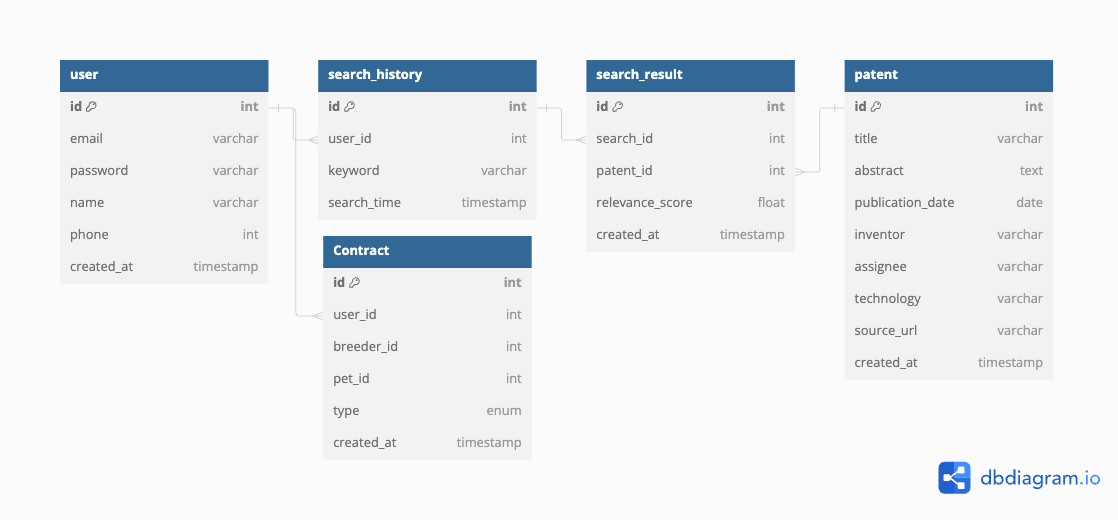 user
id int
email varchar
password varchar
name varchar
phone int
created_at timestamp
search_history
id int
user_id int
keyword varchar
search_time timestamp
Contract
id int
user_id int
breeder_id int
pet_id int
type enum
created_at timestamp
search_result
id int
search_id int
patent_id int
relevance_score float
created_at timestamp
patent
id int
title varchar
abstract text
publication_date date
inventor varchar
assignee varchar
technology varchar
source_url varchar
created_at timestamp
dbdiagram.io